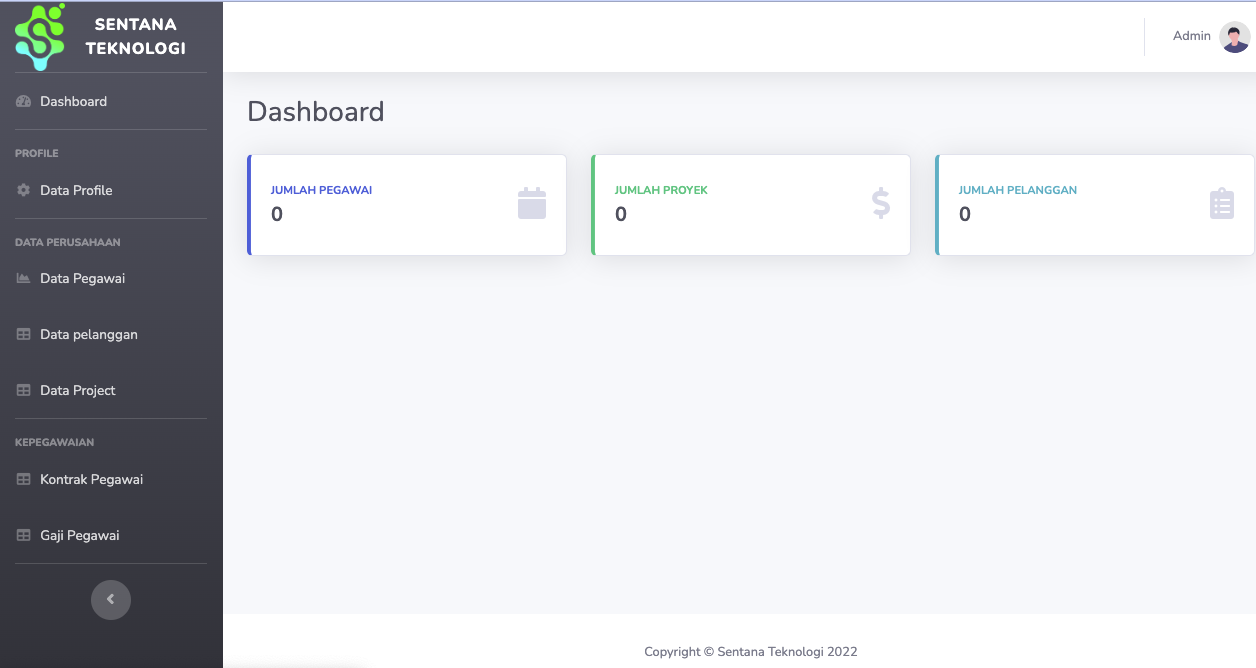 SENTANA
TEKNOLOGI
Admin
Dashboard
PROFILE
Data Profile
DATA PERUSAHAAN
Data Pegawai
Data pelanggan
Data Project
KEPEGAWAIAN
Kontrak Pegawai
Gaji Pegawai
Dashboard
JUMLAH PEGAWAI
0
JUMLAH PROYEK
0
JUMLAH PELANGGAN
0
Copyright © Sentana Teknologi 2022